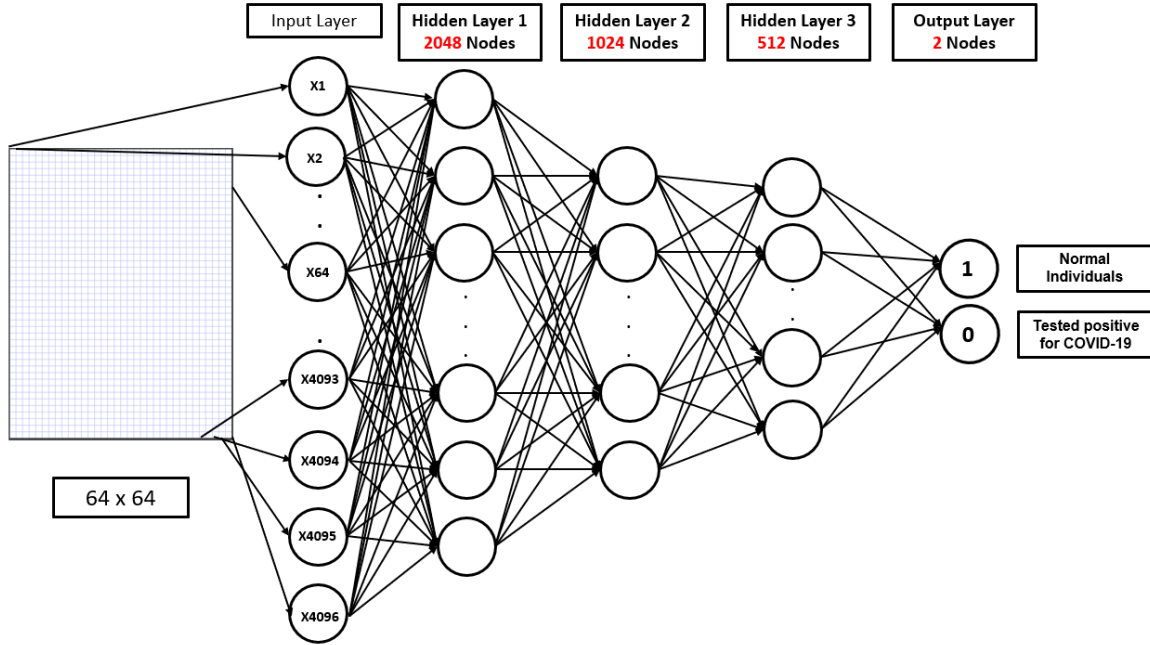 Input Layer
Hidden Layer 1
2048 Nodes
Hidden Layer 2
1024 Nodes
Hidden Layer 3
512 Nodes
Output Layer
2 Nodes
X1
X2
X64
X4093
X4094
X4095
X4096
64 x 64
1
Normal
Individuals
0
Tested positive
for COVID-19